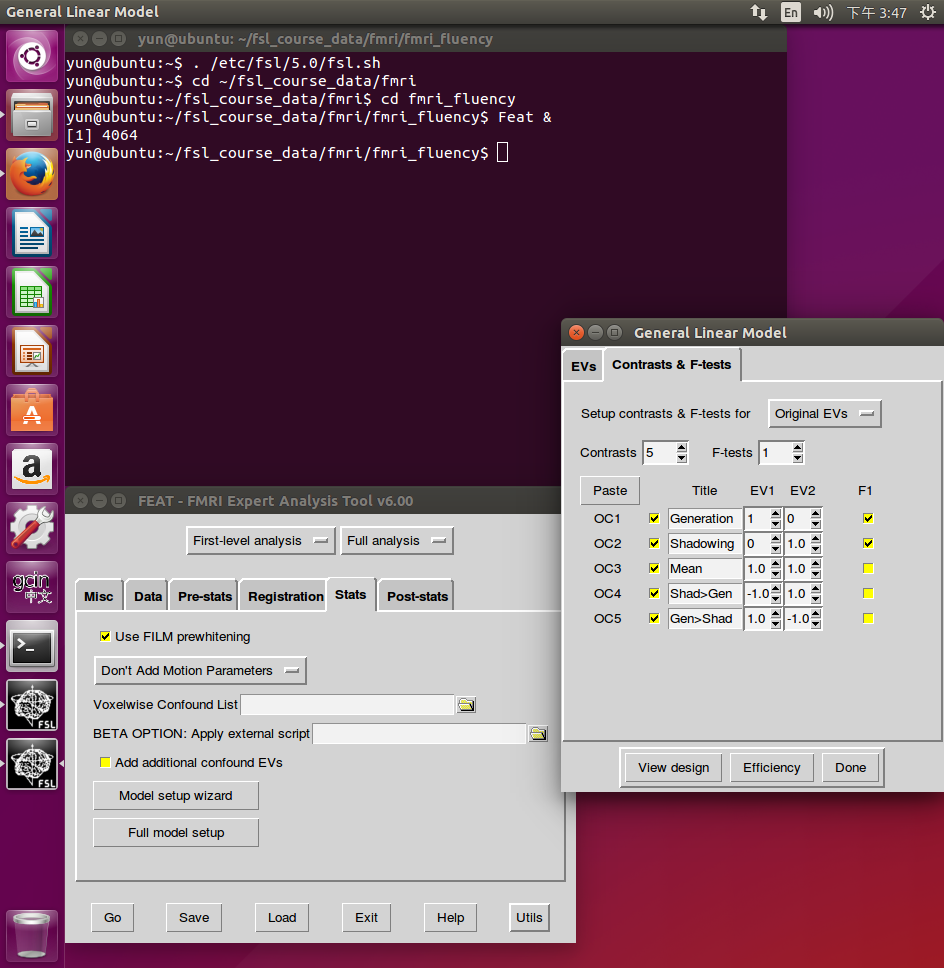 General Linear Model
En
下午 3:47
yun@ubuntu: ~/fsl_course_data/fmri/fmri_fluency
yun@ubuntu:~$ . /etc/fsl/5.0/fsl.sh
yun@ubuntu:~$ cd ~/fsl_course_data/fmri
yun@ubuntu:~/fsl_course_data/fmri$ cd fmri_fluency
yun@ubuntu:~/fsl_course_data/fmri/fmri_fluency$ Feat &
[1] 4064
yun@ubuntu:~/fsl_course_data/fmri/fmri_fluency$
a
gcin
中文
FSL
FSL
General Linear Model
EVs
Contrasts & F-tests
Setup contrasts & F-tests for Original EVs
Contrasts 5 F-tests 1
Paste Title EV1 EV2 F1
OC1 Generation 1 0
OC2 Shadowing 0 1.0
OC3 Mean 1.0 1.0
OC4 Shad>Gen -1.0 1.0
OC5 Gen>Shad 1.0 -1.0
View design Efficiency Done
FEAT - FMRI Expert Analysis Tool v6.00
First-level analysis Full analysis
Misc Data Pre-stats Registration Stats Post-stats
Use FILM prewhitening
Don't Add Motion Parameters
Voxelwise Confound List
BETA OPTION: Apply external script
Add additional confound EVs
Model setup wizard
Full model setup
Go Save Load Exit Help Utils